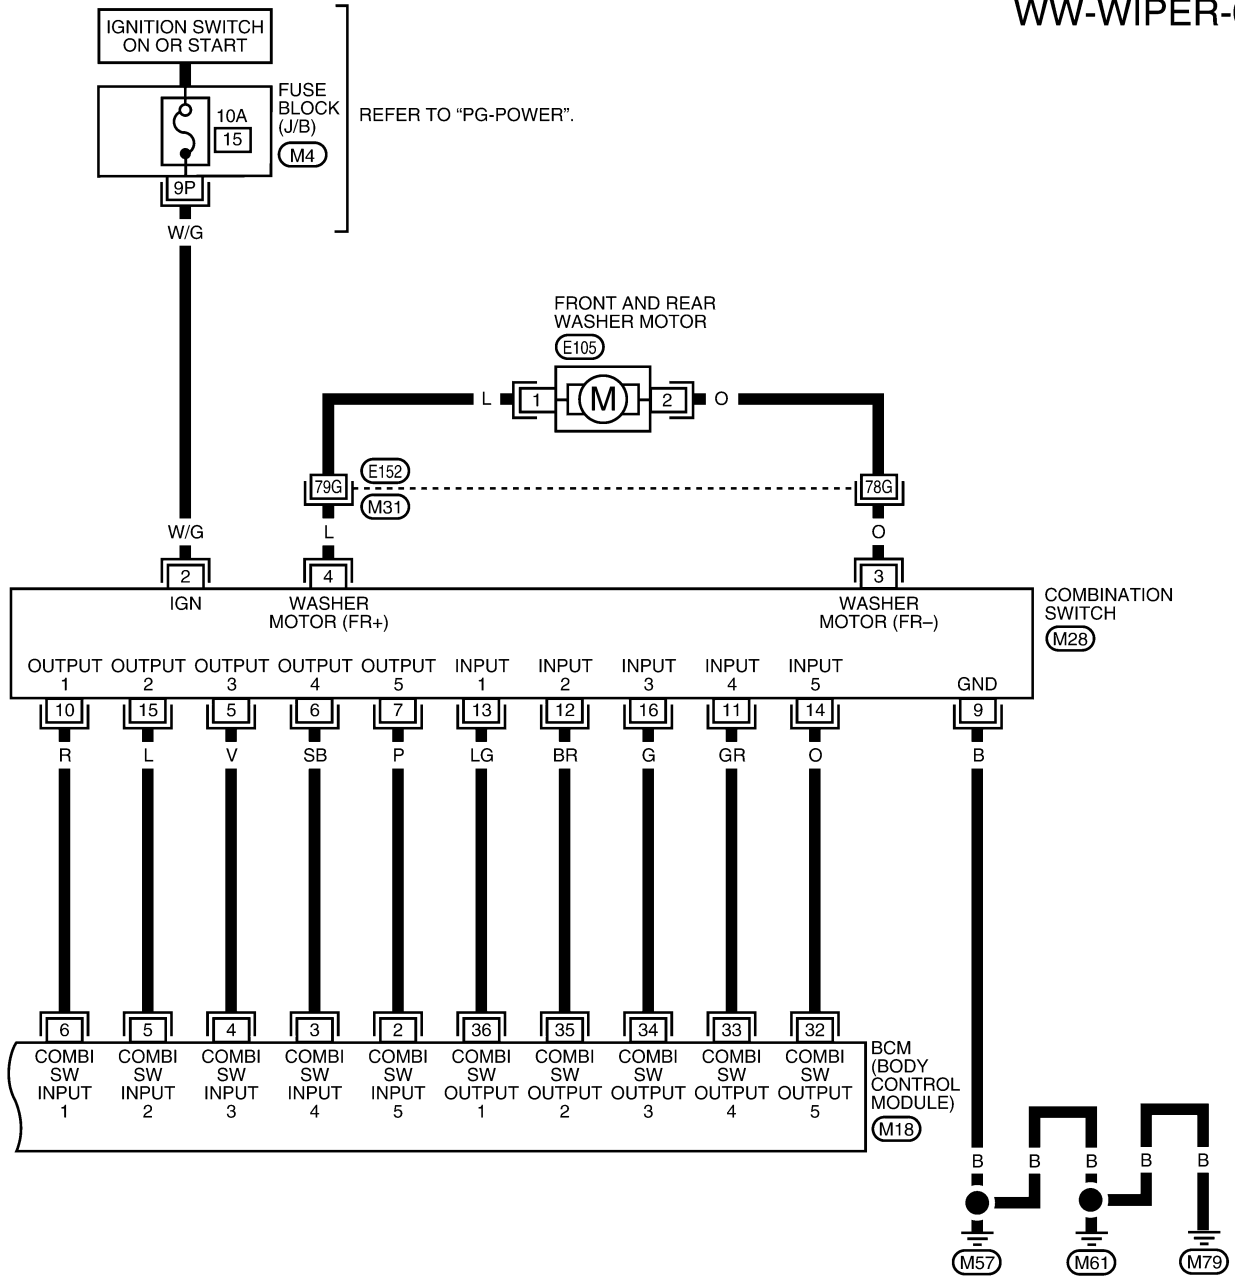 WW-WIPER-
IGNITION SWITCH
ON OR START
FUSE
BLOCK
(J/B)
M4
10A
15
REFER TO “PG-POWER”.
9P
W/G
FRONT AND REAR
WASHER MOTOR
E105
L
1
M
2
O
79G
E152
M31
78G
W/G
L
O
2
4
3
IGN
WASHER
MOTOR (FR+)
WASHER
MOTOR (FR–)
COMBINATION
SWITCH
M28
OUTPUT
1
OUTPUT
2
OUTPUT
3
OUTPUT
4
OUTPUT
5
INPUT
1
INPUT
2
INPUT
3
INPUT
4
INPUT
5
GND
10
15
5
6
7
13
12
16
11
14
9
R
L
V
SB
P
LG
BR
G
GR
O
B
6
5
4
3
2
36
35
34
33
32
COMBI
SW
INPUT
1
COMBI
SW
INPUT
2
COMBI
SW
INPUT
3
COMBI
SW
INPUT
4
COMBI
SW
INPUT
5
COMBI
SW
OUTPUT
1
COMBI
SW
OUTPUT
2
COMBI
SW
OUTPUT
3
COMBI
SW
OUTPUT
4
COMBI
SW
OUTPUT
5
BCM
(BODY
CONTROL
MODULE)
M18
B
B
B
B
B
M57
M61
M79